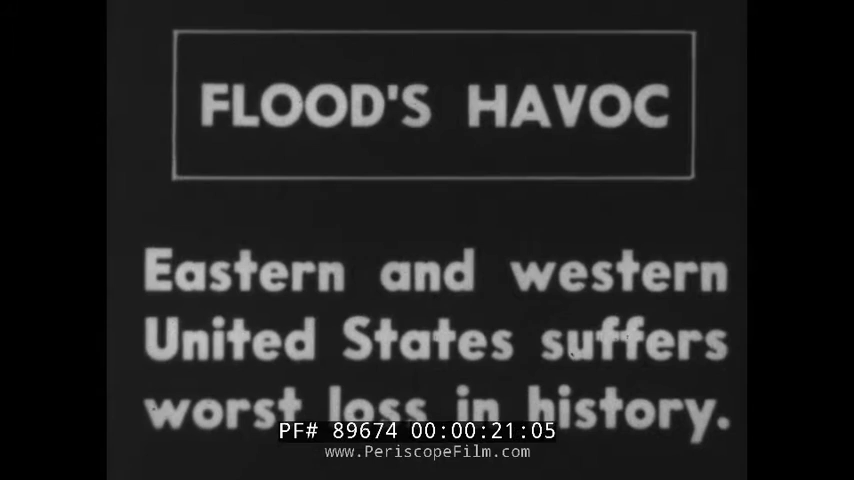 FLOOD'S HAVOC
Eastern and western
United States suffers
worst loss in history.
PF# 89674 00:00:21:05
www.PeriscopeFilm.com